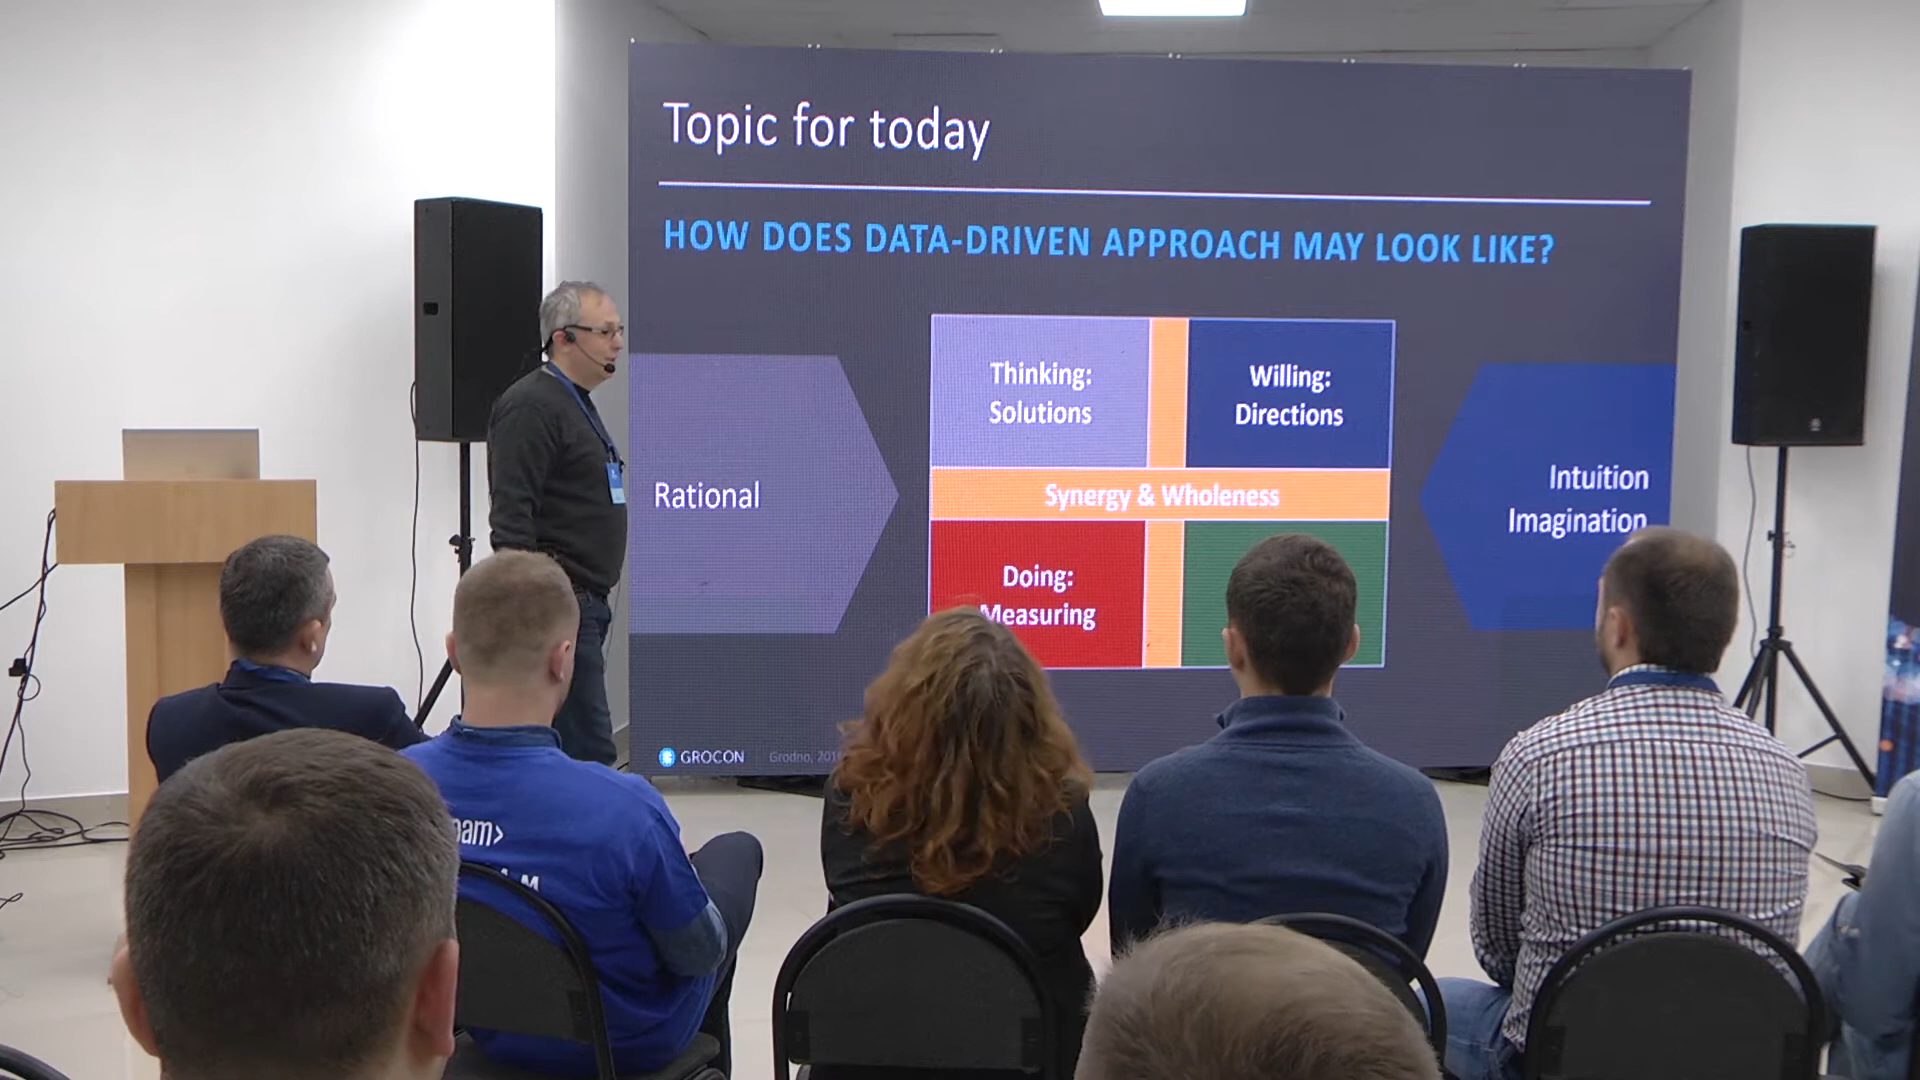 Topic for today
HOW DOES DATA-DRIVEN APPROACH MAY LOOK LIKE?
Thinking:
Solutions
Willing:
Directions
Rational
Synergy & Wholeness
Intuition
Imagination
Doing:
Measuring
GROCON
Grodno,